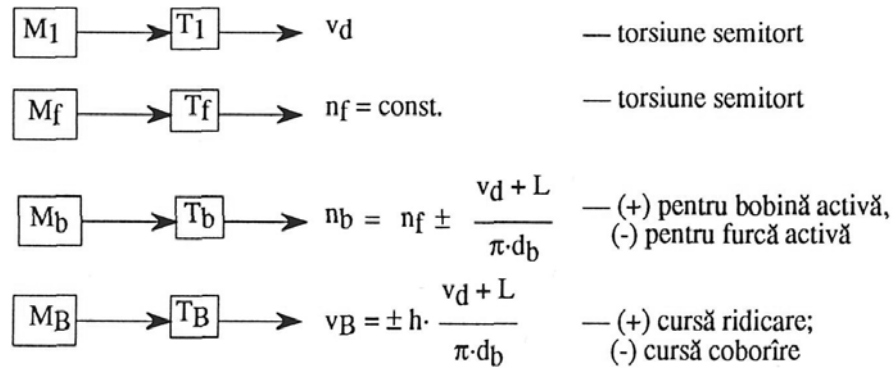 M1 T1 vd — torsiune semitort
Mf Tf nf = const. — torsiune semitort
Mb Tb nb = nf ± (vd + L)/(π·db) — (+) pentru bobină activă,
(-) pentru furcă activă
MB TB vB = ± h· (vd + L)/(π·db) — (+) cursă ridicare;
(-) cursă coborîre